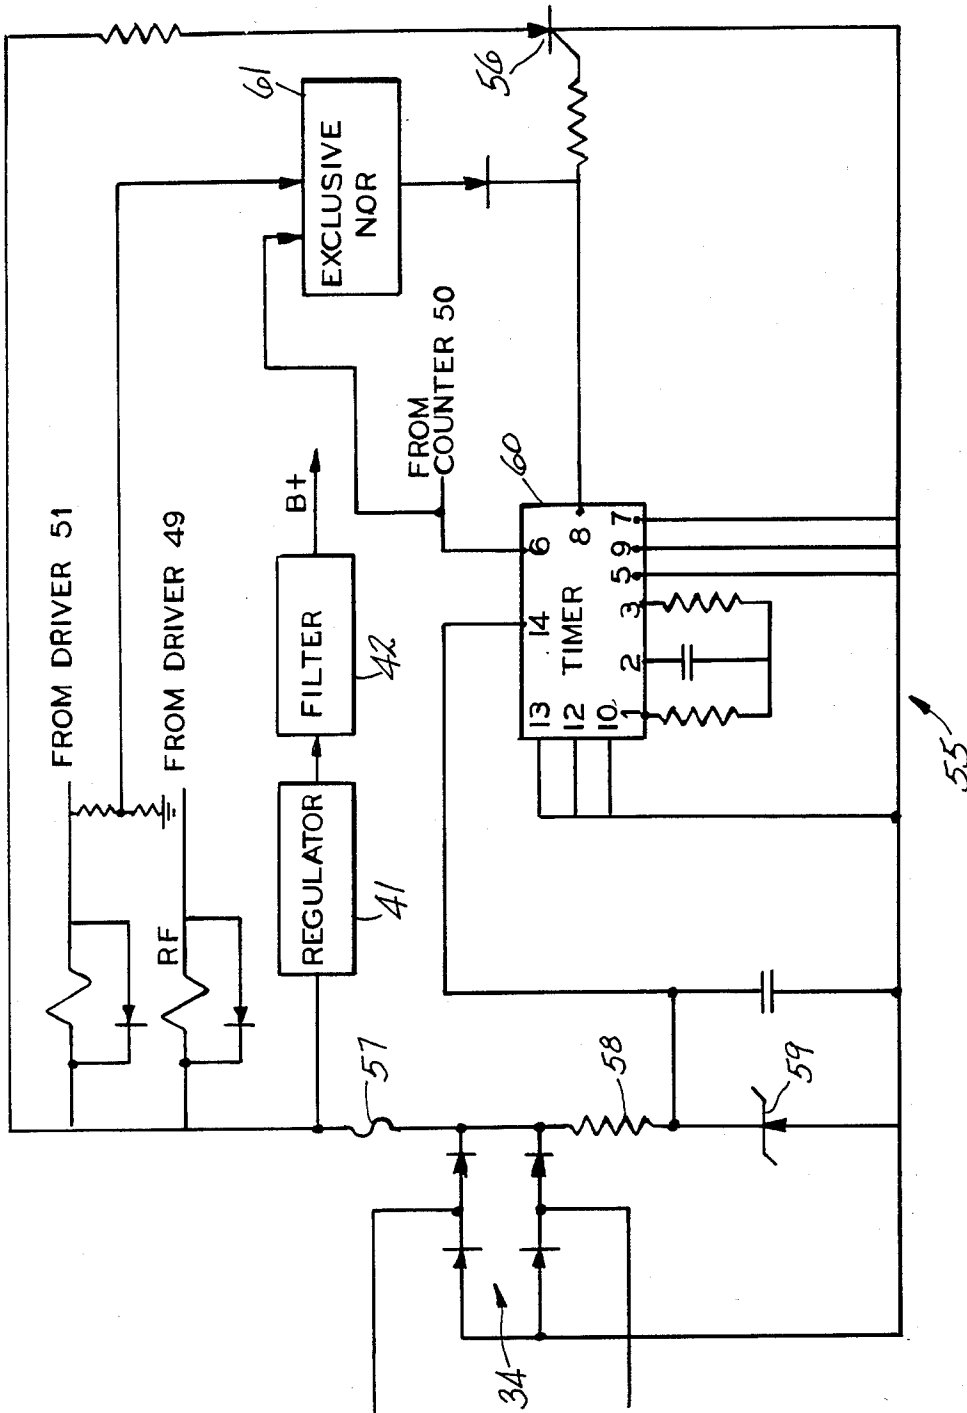 FROM DRIVER 51
FROM DRIVER 49
RF
REGULATOR
41
FILTER
42
B+
FROM
COUNTER 50
EXCLUSIVE
NOR
61
56
57
58
59
34
60
TIMER
13
12
10
14
6
8
1
2
3
5
9
7
55